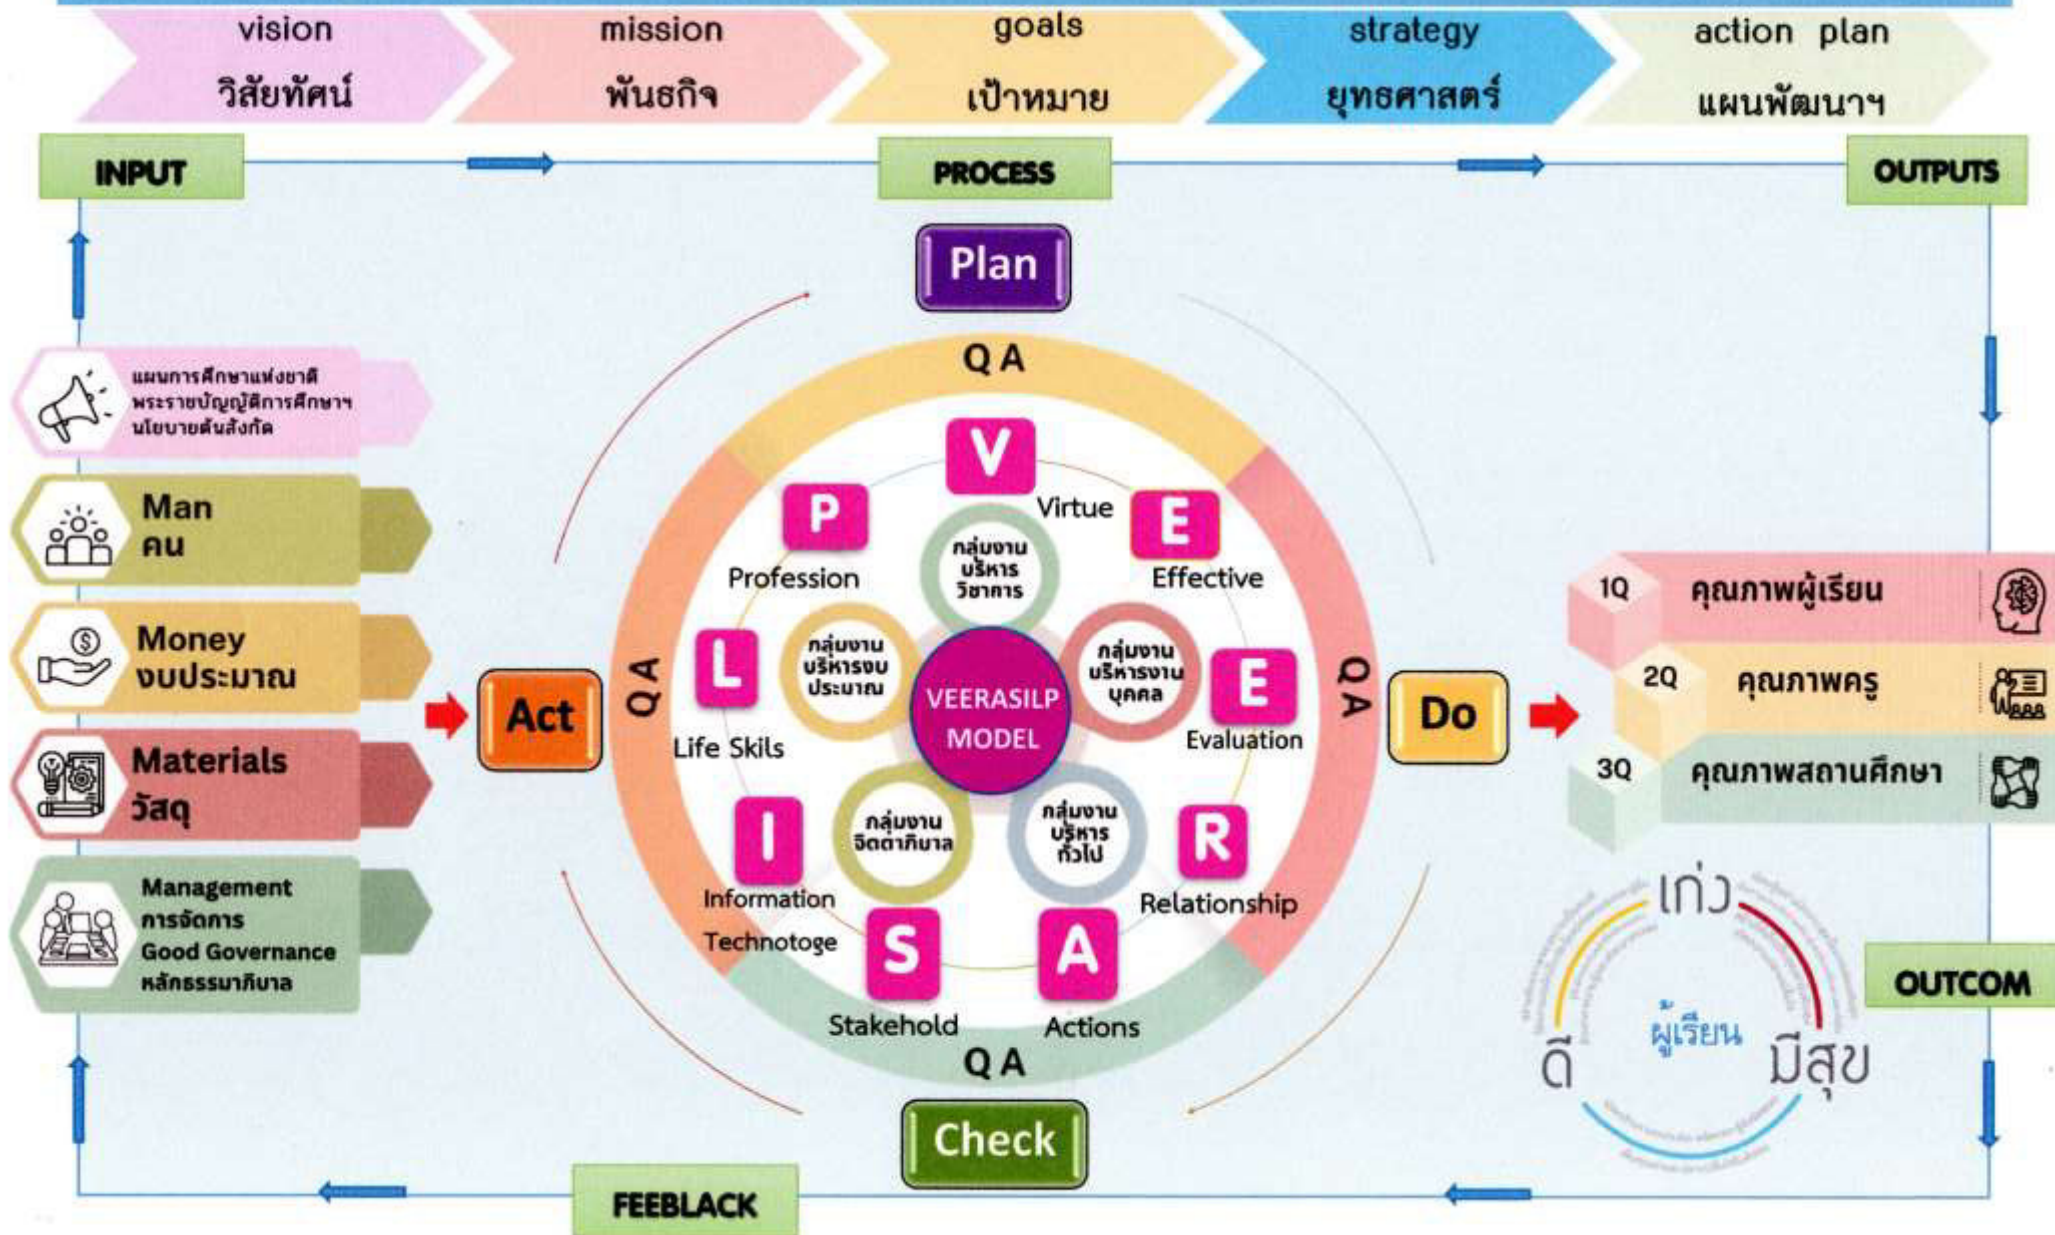 vision
วิสัยทัศน์
mission
พันธกิจ
goals
เป้าหมาย
strategy
ยุทธศาสตร์
action plan
แผนพัฒนาฯ
INPUT
PROCESS
OUTPUTS
แผนการศึกษาแห่งชาติ
พระราชบัญญัติการศึกษาฯ
นโยบายต้นสังกัด
Man
คน
Money
งบประมาณ
Materials
วัสดุ
Management
การจัดการ
Good Governance
หลักธรรมาภิบาล
Plan
Act
Do
Check
QA
QA
QA
QA
V
Virtue
E
Effective
E
Evaluation
R
Relationship
A
Actions
S
Stakehold
I
Information
Technotoge
L
Life Skils
P
Profession
กลุ่มงาน
บริหาร
วิชาการ
กลุ่มงาน
บริหารงาน
บุคคล
กลุ่มงาน
บริหาร
ทั่วไป
กลุ่มงาน
จิตตาภิบาล
กลุ่มงาน
บริหารงบ
ประมาณ
VEERASILP
MODEL
1Q
คุณภาพผู้เรียน
2Q
คุณภาพครู
3Q
คุณภาพสถานศึกษา
เก่ง
ดี
มีสุข
ผู้เรียน
OUTCOM
FEEBLACK